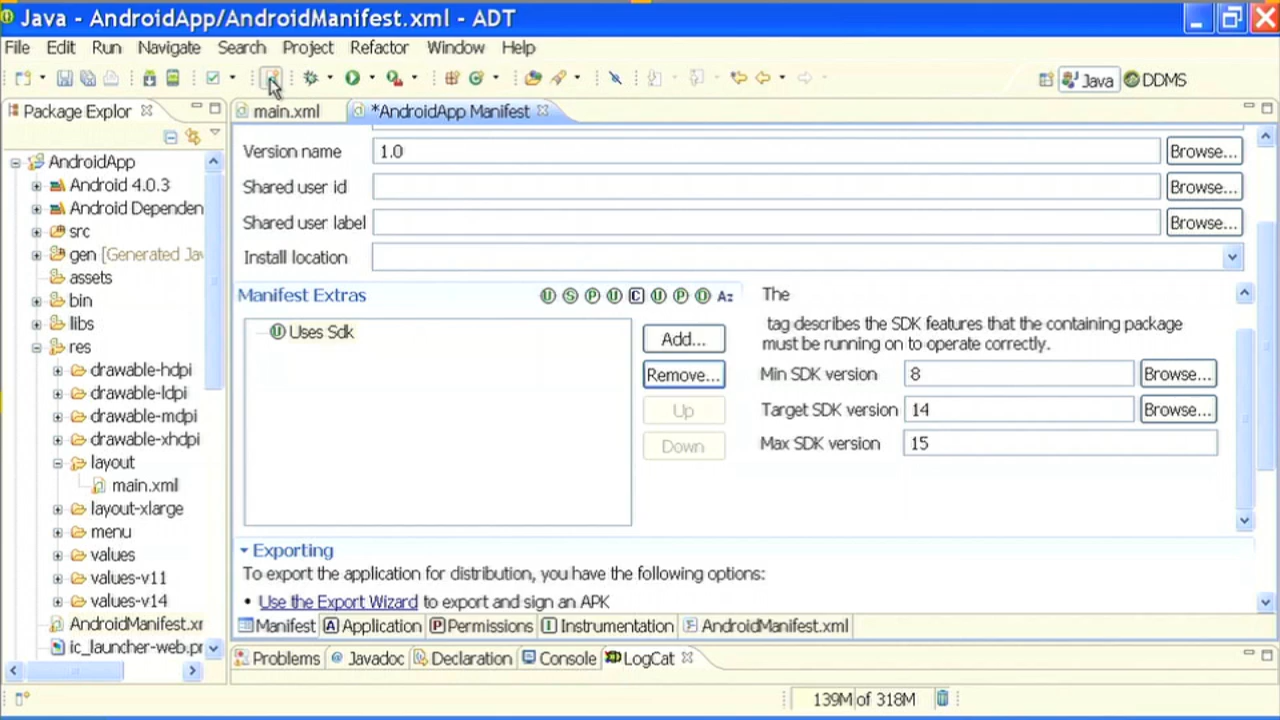 Java - AndroidApp/AndroidManifest.xml - ADT
File Edit Run Navigate Search Project Refactor Window Help
Java DDMS
Package Explor
main.xml *AndroidApp Manifest
AndroidApp
Android 4.0.3
Android Dependen
src
gen [Generated Jav
assets
bin
libs
res
drawable-hdpi
drawable-ldpi
drawable-mdpi
drawable-xhdpi
layout
main.xml
layout-xlarge
menu
values
values-v11
values-v14
AndroidManifest.xr
ic_launcher-web.pr
Version name 1.0 Browse...
Shared user id Browse...
Shared user label Browse...
Install location
Manifest Extras U S P U C U P O Az
U Uses Sdk
Add...
Remove...
Up
Down
The
tag describes the SDK features that the containing package
must be running on to operate correctly.
Min SDK version 8 Browse...
Target SDK version 14 Browse...
Max SDK version 15
Exporting
To export the application for distribution, you have the following options:
• Use the Export Wizard to export and sign an APK
Manifest A Application P Permissions I Instrumentation AndroidManifest.xml
Problems @ Javadoc Declaration Console LogCat
139M of 318M